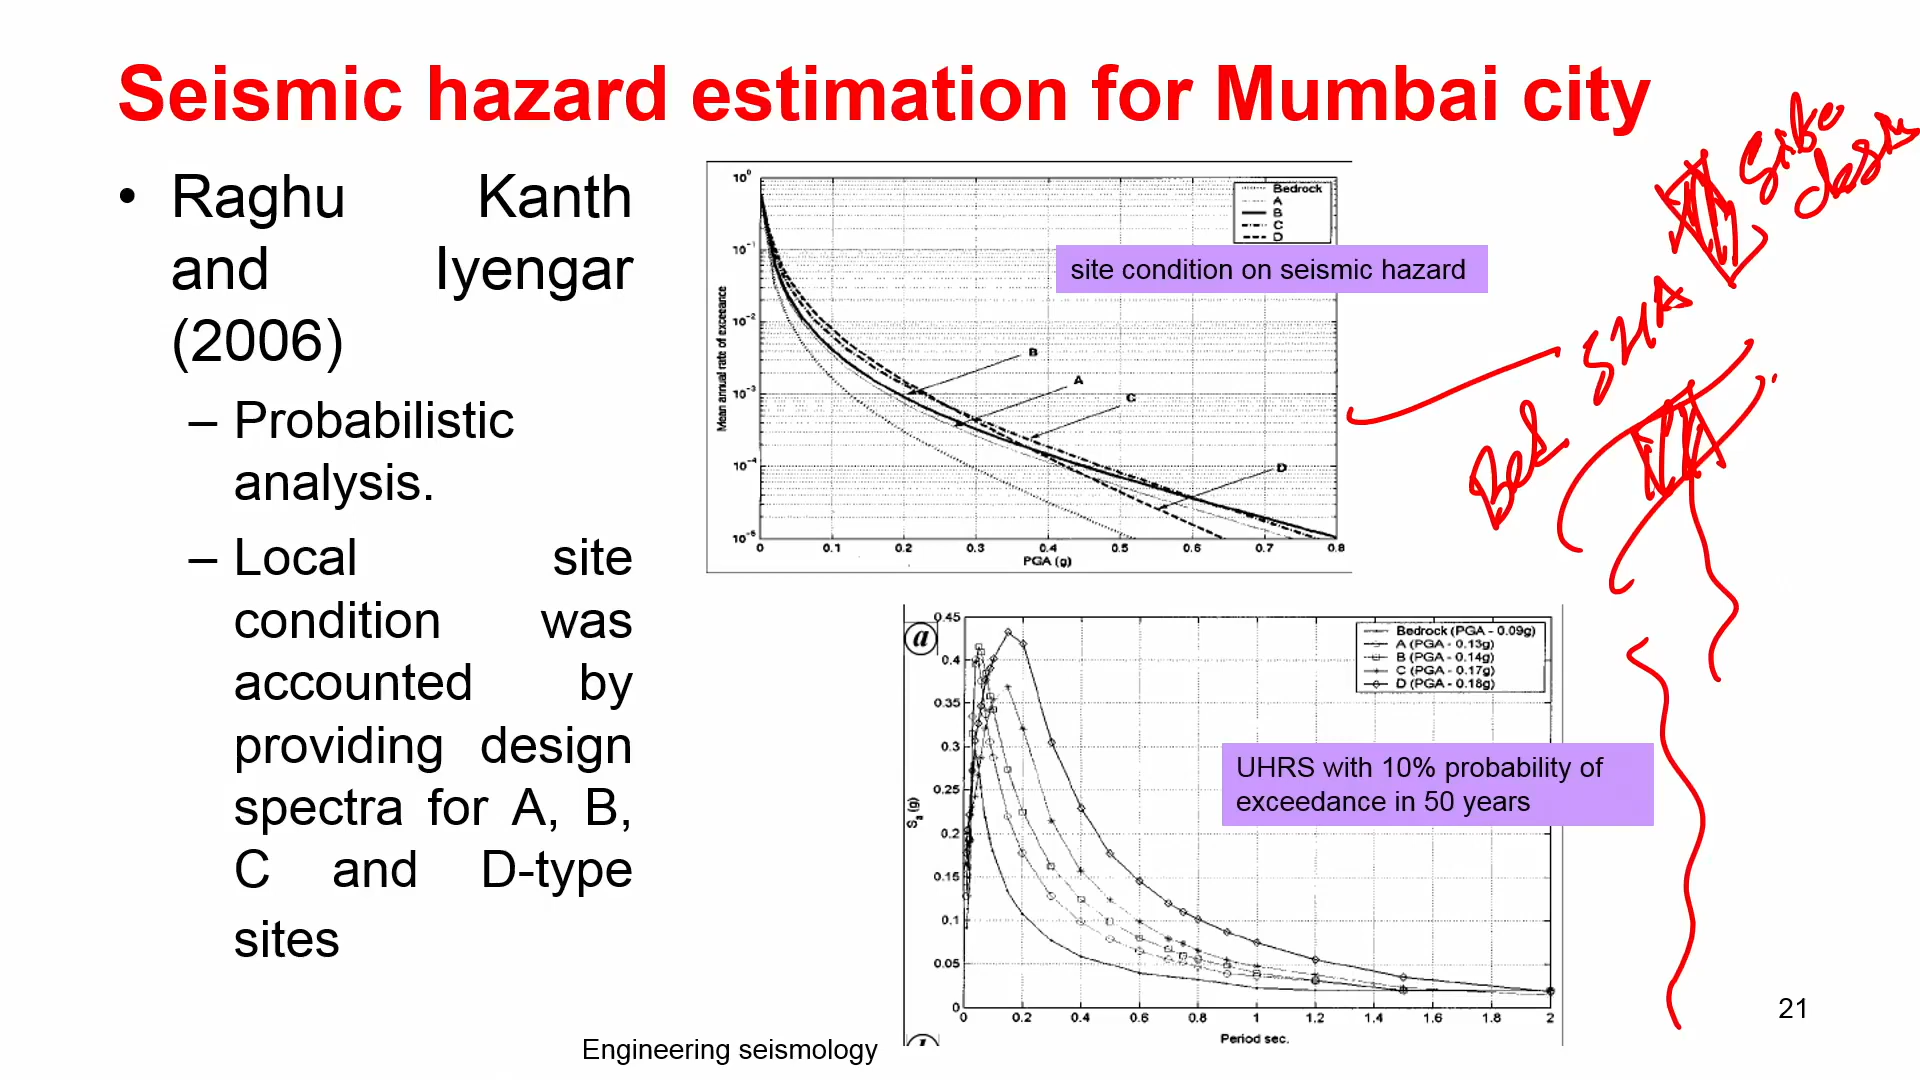 Seismic hazard estimation for Mumbai city
• Raghu Kanth
and Iyengar
(2006)
– Probabilistic
analysis.
– Local site
condition was
accounted by
providing design
spectra for A, B,
C and D-type
sites
10⁰
10⁻¹
10⁻²
10⁻³
10⁻⁴
Mean annual rate of exceeance
Bedrock
A
B
C
D
site condition on seismic hazard
B
A
C
D
0 0.1 0.2 0.3 0.4 0.5 0.6 0.7 0.8
PGA (g)
a
0.45
0.4
0.35
0.3
0.25
0.2
0.15
0.1
0.05
0
Bedrock (PGA - 0.09g)
A (PGA - 0.13g)
B (PGA - 0.14g)
C (PGA - 0.17g)
D (PGA - 0.18g)
UHRS with 10% probability of
exceedance in 50 years
0 0.2 0.4 0.6 0.8 1 1.2 1.4 1.6 1.8 2
Period sec.
Site
Bed SHA
21
Engineering seismology